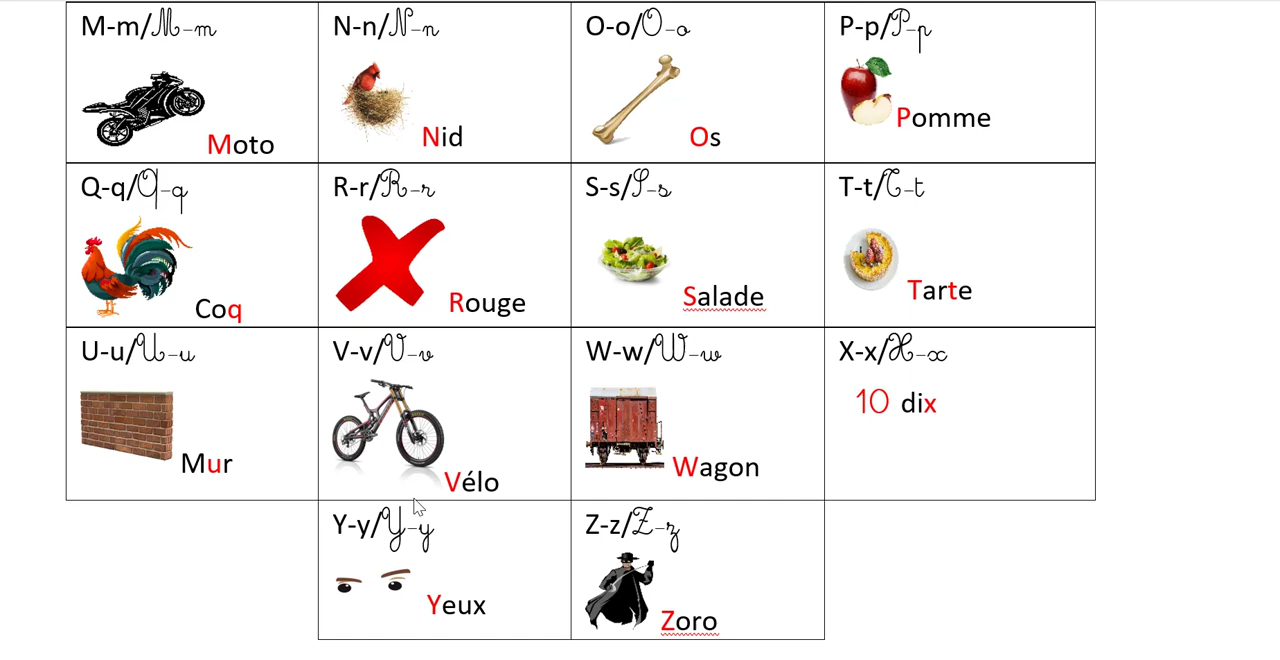 M-m/M-m
Moto
N-n/N-n
Nid
O-o/O-o
Os
P-p/P-p
Pomme
Q-q/Q-q
Coq
R-r/R-r
Rouge
S-s/S-s
Salade
T-t/T-t
Tarte
U-u/U-u
Mur
V-v/V-v
Vélo
W-w/W-w
Wagon
X-x/X-x
10 dix
Y-y/Y-y
Yeux
Z-z/Z-z
Zoro